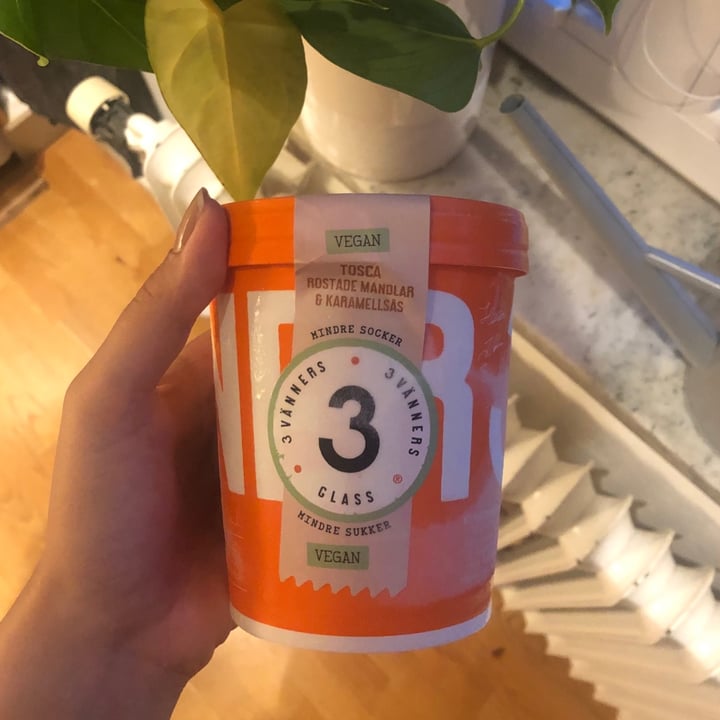 VEGAN
TOSCA
ROSTADE MANDLAR
& KARAMELLSÅS
MINDRE SOCKER
3 VÄNNERS
3 VÄNNERS
3
GLASS
®
MINDRE SUKKER
VEGAN